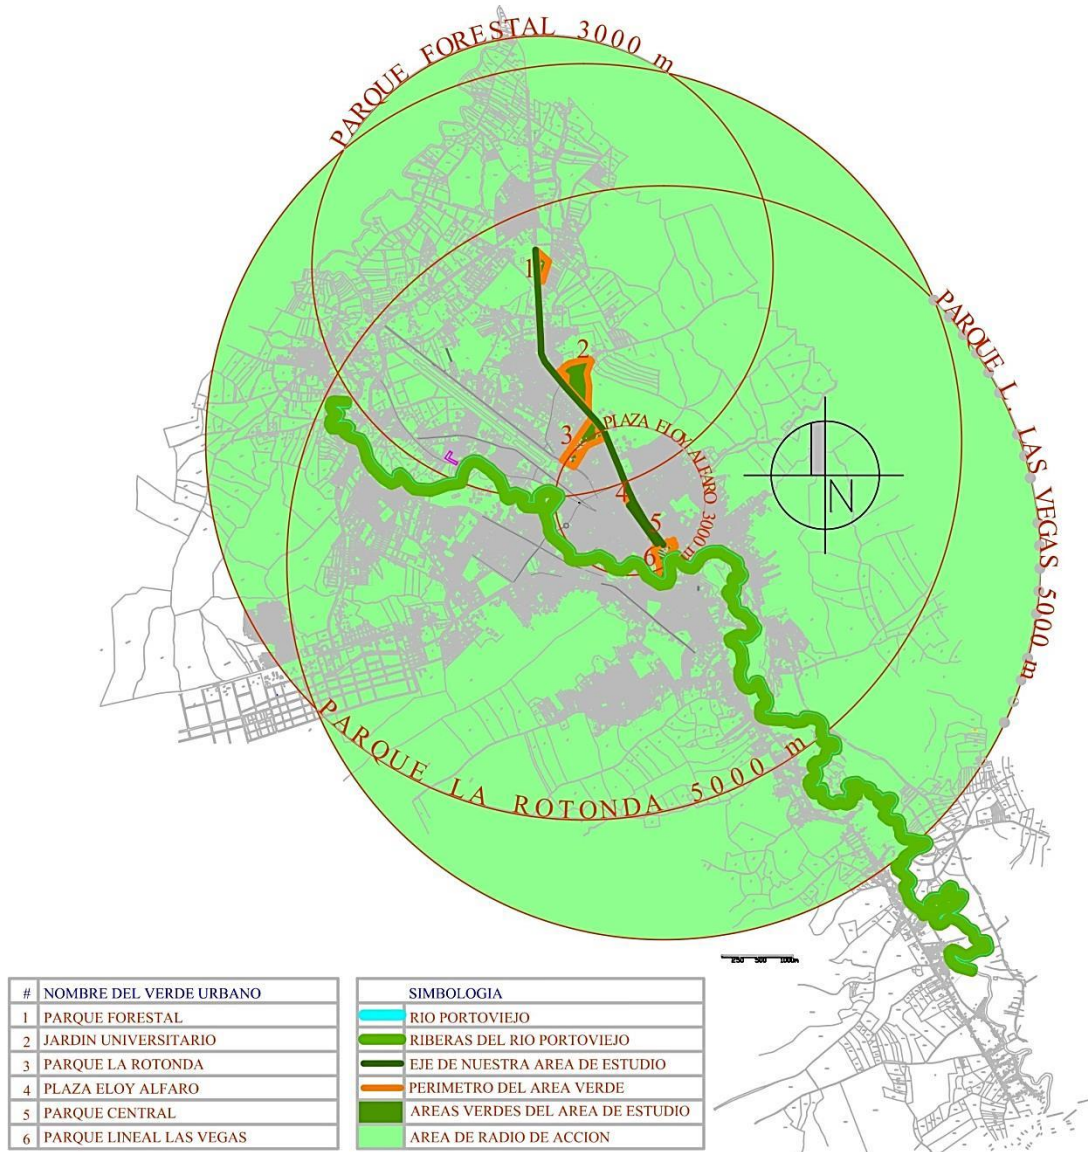 PARQUE FORESTAL 3000 m
PARQUE L. LAS VEGAS 5000 m
1
2
3
PLAZA ELOY ALFARO 3000 m
4
5
6
N
PARQUE LA ROTONDA 5000 m
250 500 1000m
# NOMBRE DEL VERDE URBANO
1 PARQUE FORESTAL
2 JARDIN UNIVERSITARIO
3 PARQUE LA ROTONDA
4 PLAZA ELOY ALFARO
5 PARQUE CENTRAL
6 PARQUE LINEAL LAS VEGAS
SIMBOLOGIA
RIO PORTOVIEJO
RIBERAS DEL RIO PORTOVIEJO
EJE DE NUESTRA AREA DE ESTUDIO
PERIMETRO DEL AREA VERDE
AREAS VERDES DEL AREA DE ESTUDIO
AREA DE RADIO DE ACCION